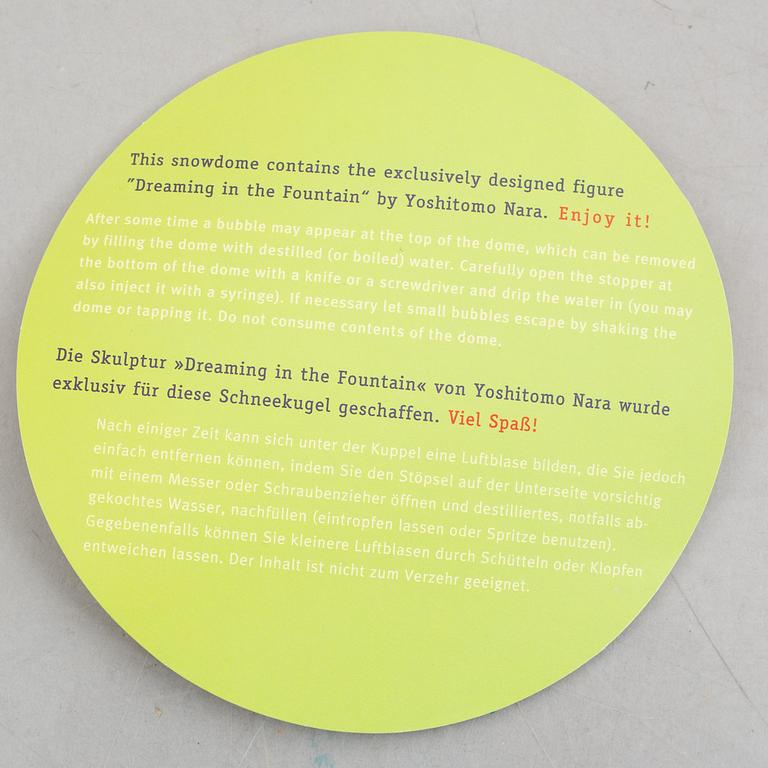 This snowdome contains the exclusively designed figure
”Dreaming in the Fountain“ by Yoshitomo Nara. Enjoy it!
After some time a bubble may appear at the top of the dome, which can be removed
by filling the dome with destilled (or boiled) water. Carefully open the stopper at
the bottom of the dome with a knife or a screwdriver and drip the water in (you may
also inject it with a syringe). If necessary let small bubbles escape by shaking the
dome or tapping it. Do not consume contents of the dome.
Die Skulptur »Dreaming in the Fountain« von Yoshitomo Nara wurde
exklusiv für diese Schneekugel geschaffen. Viel Spaß!
Nach einiger Zeit kann sich unter der Kuppel eine Luftblase bilden, die Sie jedoch
einfach entfernen können, indem Sie den Stöpsel auf der Unterseite vorsichtig
mit einem Messer oder Schraubenzieher öffnen und destilliertes, notfalls ab-
gekochtes Wasser, nachfüllen (eintropfen lassen oder Spritze benutzen).
Gegebenenfalls können Sie kleinere Luftblasen durch Schütteln oder Klopfen
entweichen lassen. Der Inhalt ist nicht zum Verzehr geeignet.